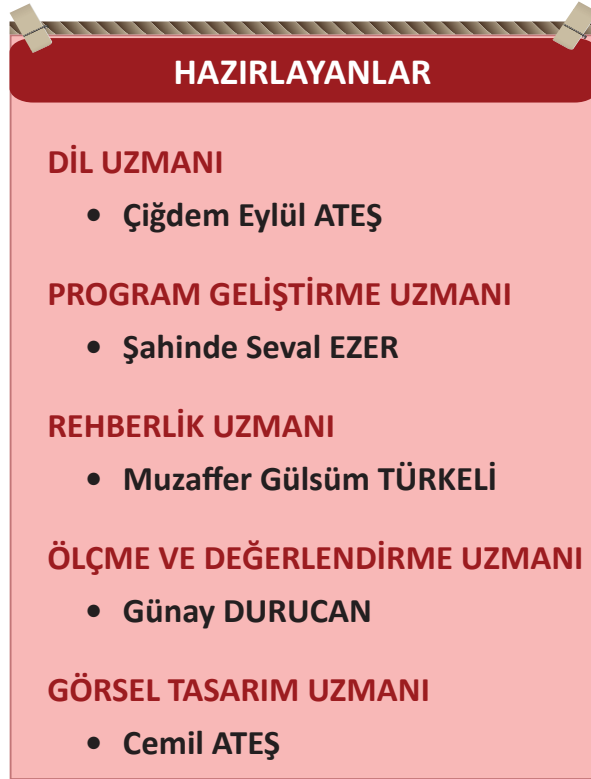 HAZIRLAYANLAR
DİL UZMANI
• Çiğdem Eylül ATEŞ
PROGRAM GELİŞTİRME UZMANI
• Şahinde Seval EZER
REHBERLİK UZMANI
• Muzaffer Gülsüm TÜRKELİ
ÖLÇME VE DEĞERLENDİRME UZMANI
• Günay DURUCAN
GÖRSEL TASARIM UZMANI
• Cemil ATEŞ